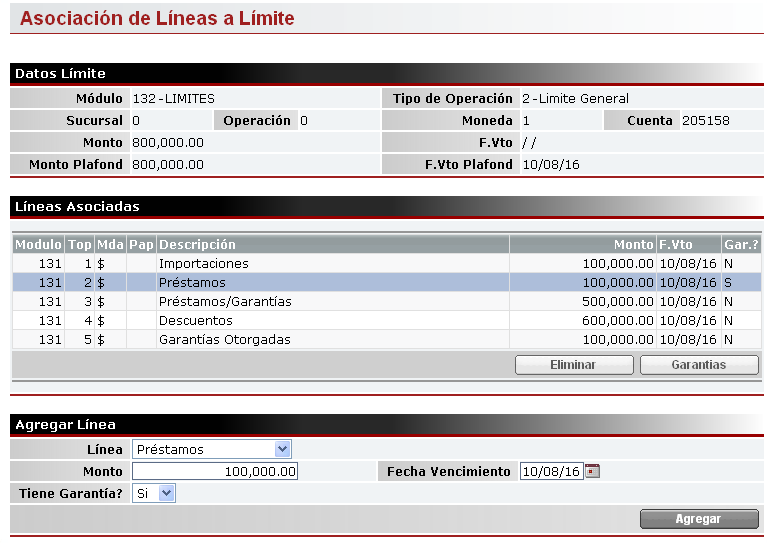 Asociación de Líneas a Límite
Datos Límite
Módulo 132-LIMITES Tipo de Operación 2-Limite General
Sucursal 0 Operación 0 Moneda 1 Cuenta 205158
Monto 800,000.00 F.Vto / /
Monto Plafond 800,000.00 F.Vto Plafond 10/08/16
Líneas Asociadas
Modulo Top Mda Pap Descripción Monto F.Vto Gar.?
131 1 $ Importaciones 100,000.00 10/08/16 N
131 2 $ Préstamos 100,000.00 10/08/16 S
131 3 $ Préstamos/Garantías 500,000.00 10/08/16 N
131 4 $ Descuentos 600,000.00 10/08/16 N
131 5 $ Garantías Otorgadas 100,000.00 10/08/16 N
Eliminar Garantias
Agregar Línea
Línea Préstamos
Monto 100,000.00 Fecha Vencimiento 10/08/16
Tiene Garantía? Si
Agregar